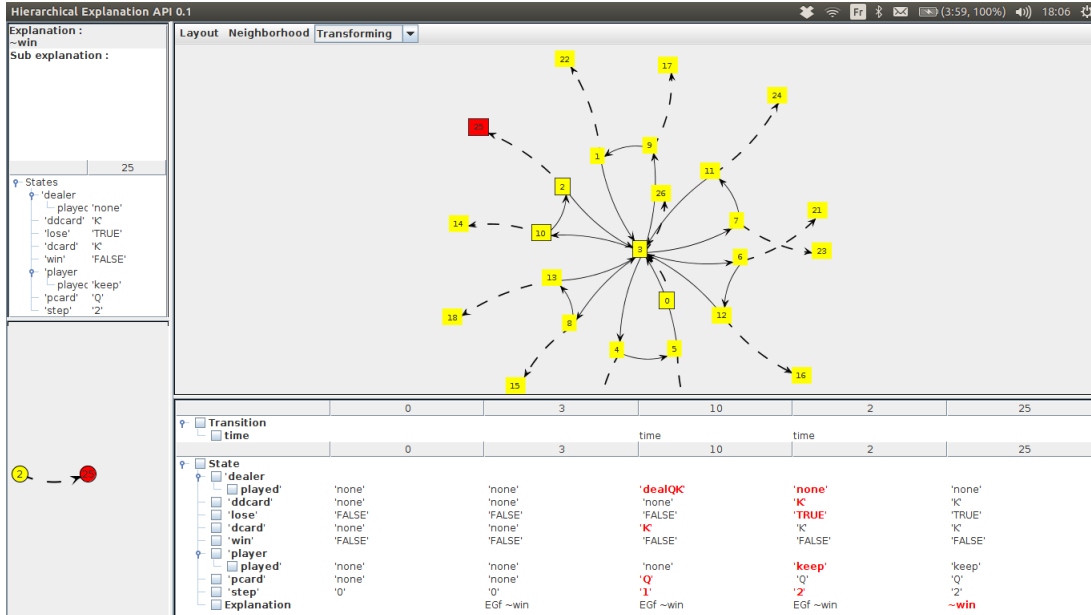 Hierarchical Explanation API 0.1
Fr (3:59, 100%) 18:06
Explanation :
~win
Sub explanation :
25
States
'dealer
playec 'none'
'ddcard' 'K'
'lose' 'TRUE'
'dcard' 'K'
'win' 'FALSE'
'player
playec 'keep'
'pcard' 'Q'
'step' '2'
2 25
Layout Neighborhood Transforming
22
17
24
25
9
1
11
2
26
21
14
10
7
3
6
23
13
0
18
8
12
4
5
16
15
0 3 10 2 25
Transition
time time time
0 3 10 2 25
State
'dealer
played' 'none' 'none' 'dealQK' 'none' 'none'
'ddcard' 'none' 'none' 'none' 'K' 'K'
'lose' 'FALSE' 'FALSE' 'FALSE' 'TRUE' 'TRUE'
'dcard' 'none' 'none' 'K' 'K' 'K'
'win' 'FALSE' 'FALSE' 'FALSE' 'FALSE' 'FALSE'
'player
played' 'none' 'none' 'none' 'keep' 'keep'
'pcard' 'none' 'none' 'Q' 'Q' 'Q'
'step' '0' '0' '1' '2' '2'
Explanation EGf ~win EGf ~win EGf ~win ~win